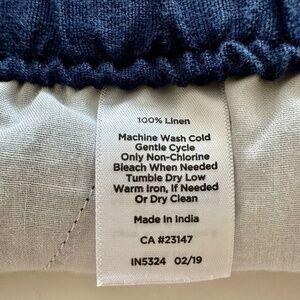 100% Linen
Machine Wash Cold
Gentle Cycle
Only Non-Chlorine
Bleach When Needed
Tumble Dry Low
Warm Iron, If Needed
Or Dry Clean
Made In India
CA #23147
IN5324 02/19